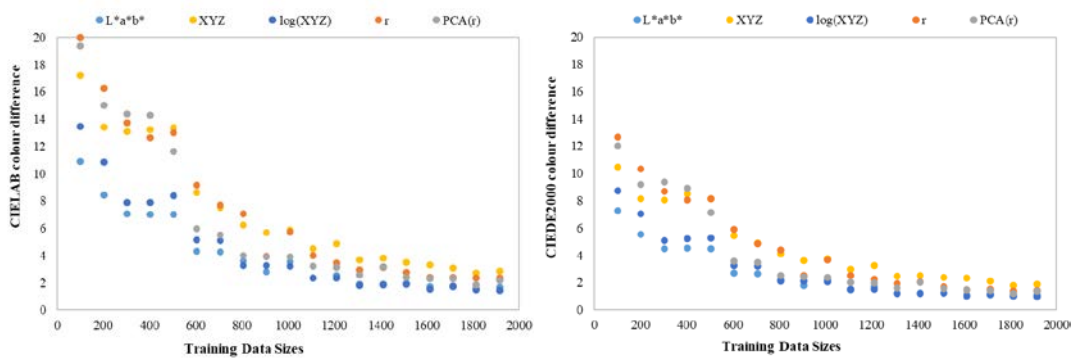 L*a*b* XYZ log(XYZ) r PCA(r)
20
18
16
14
12
10
8
6
4
2
0
CIELAB colour difference
0 200 400 600 800 1000 1200 1400 1600 1800 2000
Training Data Sizes
L*a*b* XYZ log(XYZ) r PCA(r)
20
18
16
14
12
10
8
6
4
2
0
CIEDE2000 colour difference
0 200 400 600 800 1000 1200 1400 1600 1800 2000
Training Data Sizes